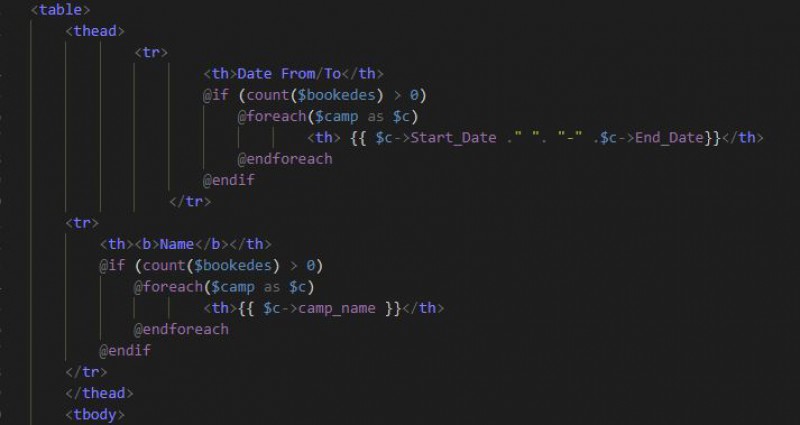 <table>
<thead>
<tr>
<th>Date From/To</th>
@if (count($bookedes) > 0)
@foreach($camp as $c)
<th> {{ $c->Start_Date ." ". "-" .$c->End_Date}}</th>
@endforeach
@endif
</tr>
<tr>
<th><b>Name</b></th>
@if (count($bookedes) > 0)
@foreach($camp as $c)
<th>{{ $c->camp_name }}</th>
@endforeach
@endif
</tr>
</thead>
<tbody>